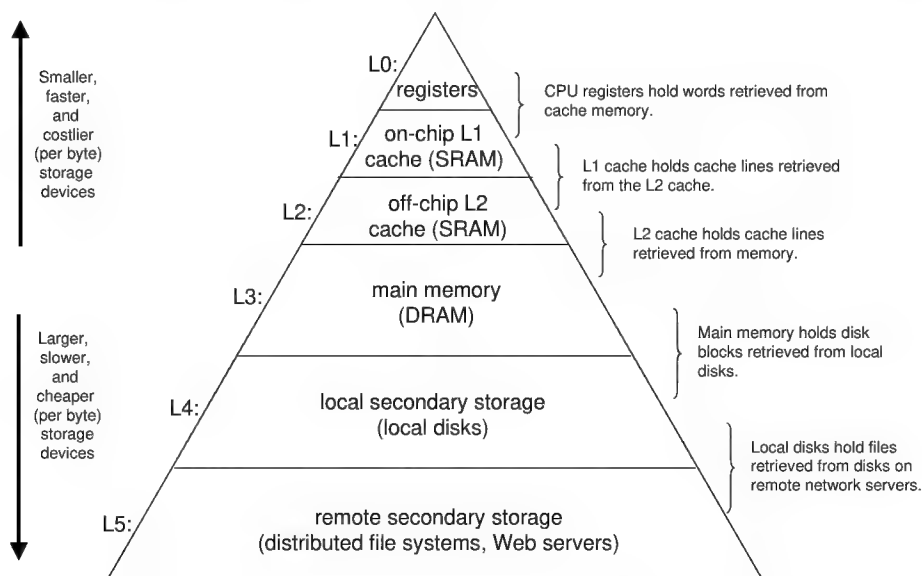 Smaller,
faster,
and
costlier
(per byte)
storage
devices
Larger,
slower,
and
cheaper
(per byte)
storage
devices
L0:
registers
L1:
on-chip L1
cache (SRAM)
L2:
off-chip L2
cache (SRAM)
L3:
main memory
(DRAM)
L4:
local secondary storage
(local disks)
L5:
remote secondary storage
(distributed file systems, Web servers)
CPU registers hold words retrieved from
cache memory.
L1 cache holds cache lines retrieved
from the L2 cache.
L2 cache holds cache lines
retrieved from memory.
Main memory holds disk
blocks retrieved from local
disks.
Local disks hold files
retrieved from disks on
remote network servers.